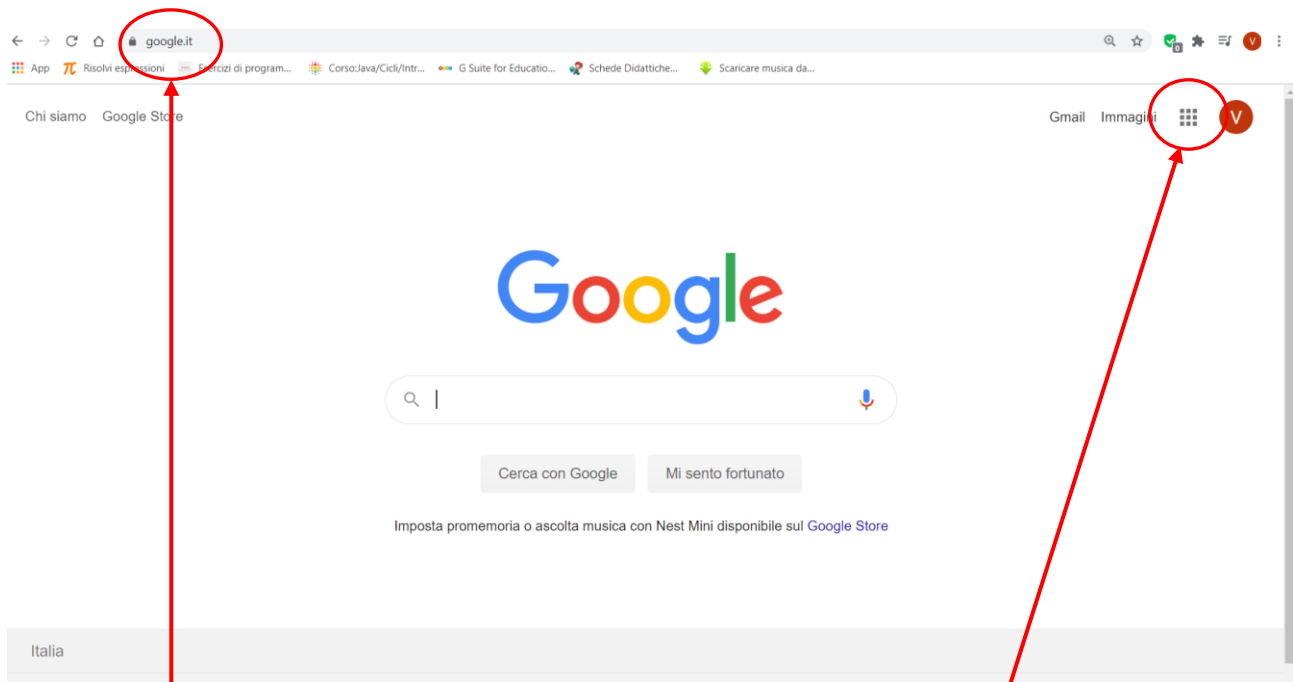 google.it
App Risolvi espressioni Esercizi di program... Corso:Java/Cicli/Intr... G Suite for Educatio... Schede Didattiche... Scaricare musica da...
0 V
Chi siamo Google Store Gmail Immagini V
Google
Cerca con Google Mi sento fortunato
Imposta promemoria o ascolta musica con Nest Mini disponibile sul Google Store
Italia